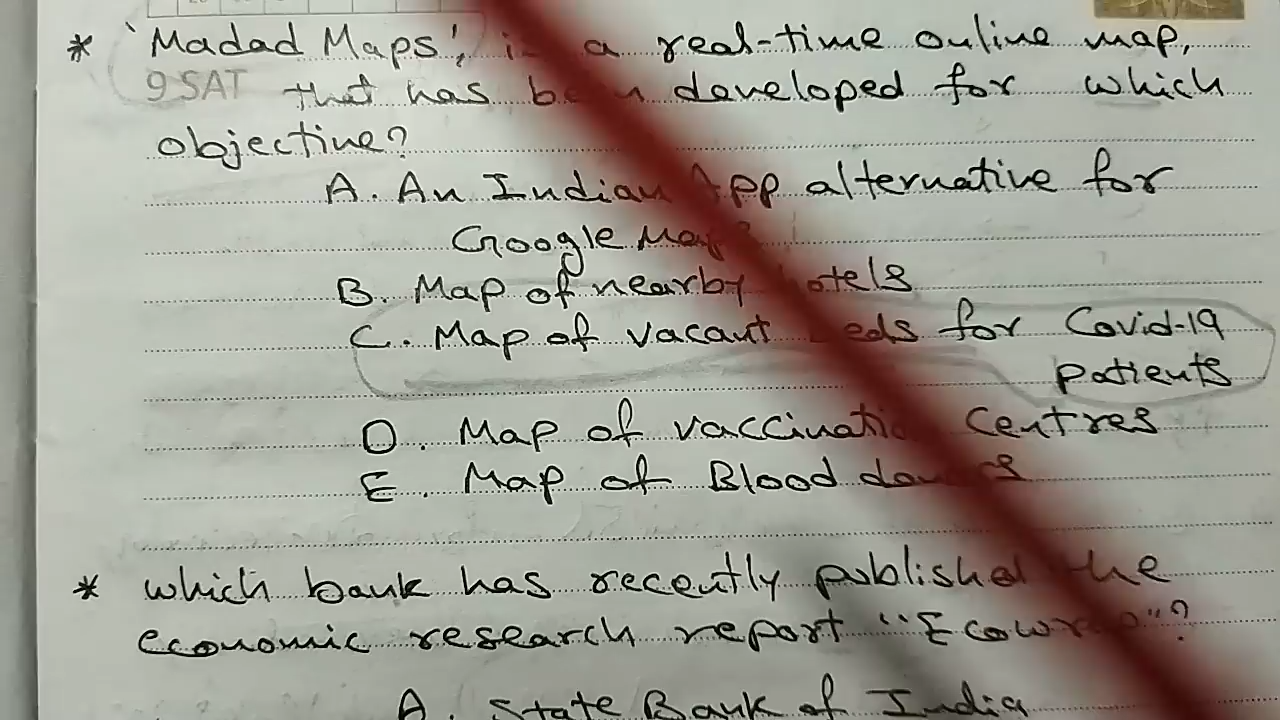 * 'Madad Maps', is a real-time online map,
9 SAT that has been developed for which
objective?
A. An Indian App alternative for
Google Maps?
B. Map of nearby hotels
C. Map of vacant beds for Covid-19
patients
D. Map of vaccination centres
E. Map of Blood donors
* which bank has recently published the
economic research report "Ecowrap"?
A. State Bank of India